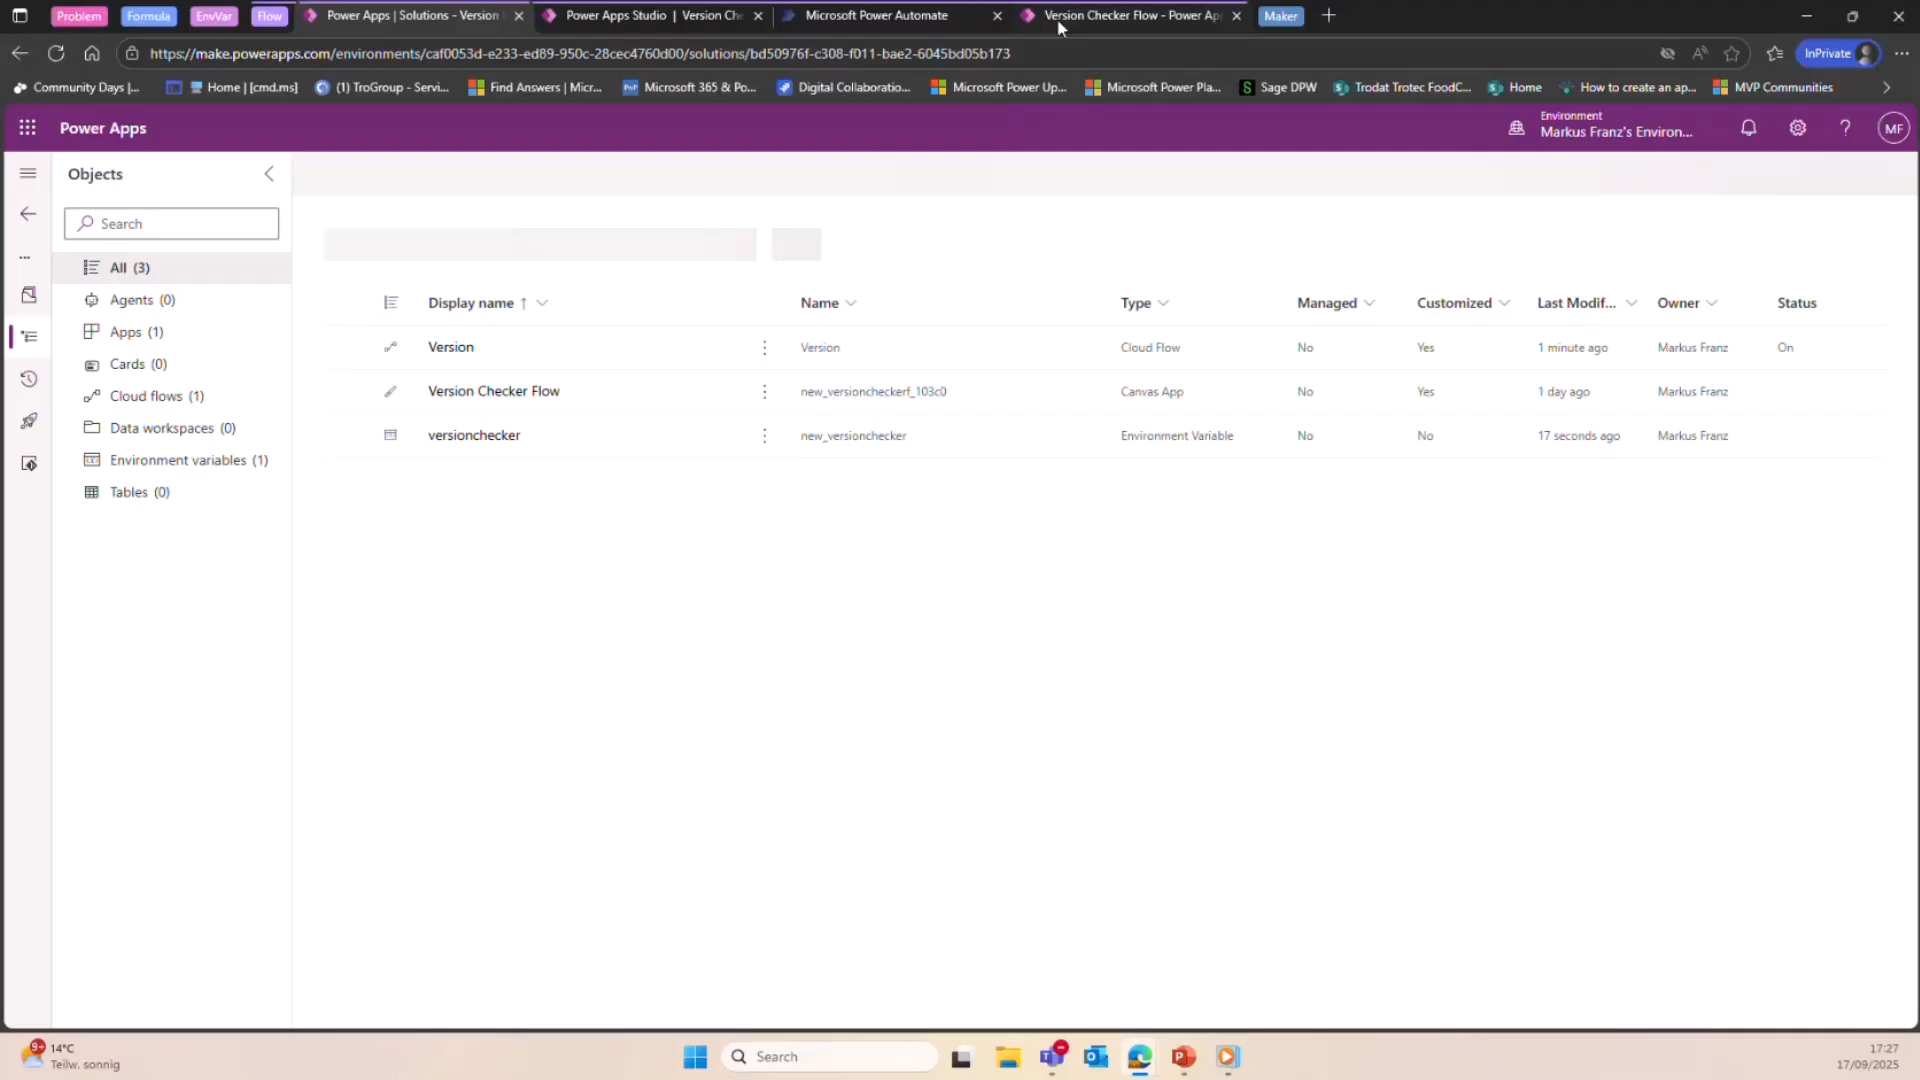 Problem
Formula
EnvVar
Flow
Power Apps | Solutions - Version
Power Apps Studio | Version Che
Microsoft Power Automate
Version Checker Flow - Power Ap
Maker
https://make.powerapps.com/environments/caf0053d-e233-ed89-950c-28cec4760d00/solutions/bd50976f-c308-f011-bae2-6045bd05b173
InPrivate
Community Days |...
Home | [cmd.ms]
(1) TroGroup - Servi...
Find Answers | Micr...
Microsoft 365 & Po...
Digital Collaboratio...
Microsoft Power Up...
Microsoft Power Pla...
Sage DPW
Trodat Trotec FoodC...
Home
How to create an ap...
MVP Communities
Power Apps
Environment
Markus Franz's Environ...
MF
Objects
Search
All (3)
Agents (0)
Apps (1)
Cards (0)
Cloud flows (1)
Data workspaces (0)
Environment variables (1)
Tables (0)
Display name Name Type Managed Customized Last Modif... Owner Status
Version Version Cloud Flow No Yes 1 minute ago Markus Franz On
Version Checker Flow new_versioncheckerf_103c0 Canvas App No Yes 1 day ago Markus Franz
versionchecker new_versionchecker Environment Variable No No 17 seconds ago Markus Franz
9+
14°C
Teilw. sonnig
Search
17:27
17/09/2025